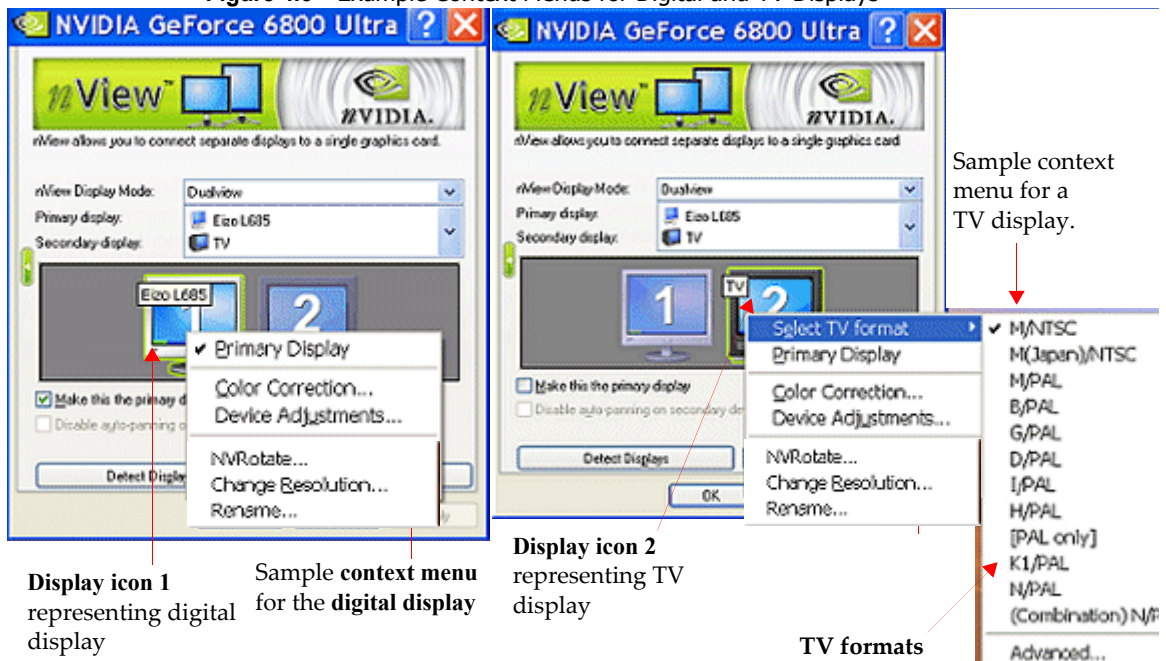 Example Context Menus for Digital and TV Displays
NVIDIA GeForce 6800 Ultra
nView™
nVIDIA.
nView allows you to connect separate displays to a single graphics card.
nView Display Mode: Dualview
Primary display: Eizo L685
Secondary display: TV
Eizo L685
1
2
Primary Display
Color Correction...
Device Adjustments...
NVRotate...
Change Resolution...
Rename...
Make this the primary d
Disable auto-panning o
Detect Display
Display icon 1
representing digital
display
Sample context menu
for the digital display
NVIDIA GeForce 6800 Ultra
nView™
nVIDIA.
nView allows you to connect separate displays to a single graphics card
nView Display Mode: Dualview
Primary display: Eizo L685
Secondary display: TV
1
TV
2
Select TV format
Primary Display
Color Correction...
Device Adjustments...
NVRotate...
Change Resolution...
Rename...
Make this the primary display
Disable auto-panning on secondary de
Detect Displays
OK
Display icon 2
representing TV
display
Sample context
menu for a
TV display.
M/NTSC
M(Japan)/NTSC
M/PAL
B/PAL
G/PAL
D/PAL
I/PAL
H/PAL
[PAL only]
K1/PAL
N/PAL
(Combination) N/P
Advanced...
TV formats